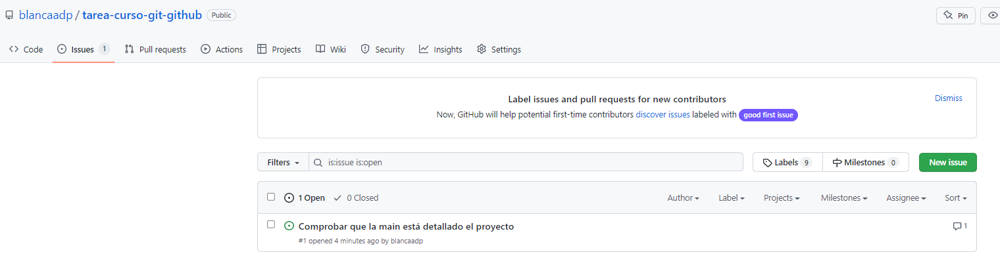 blancaadp / tarea-curso-git-github Public Pin
Code Issues 1 Pull requests Actions Projects Wiki Security Insights Settings
Label issues and pull requests for new contributors
Dismiss
Now, GitHub will help potential first-time contributors discover issues labeled with good first issue
Filters is:issue is:open Labels 9 Milestones 0 New issue
1 Open 0 Closed Author Label Projects Milestones Assignee Sort
Comprobar que la main está detallado el proyecto 1
#1 opened 4 minutes ago by blancaadp